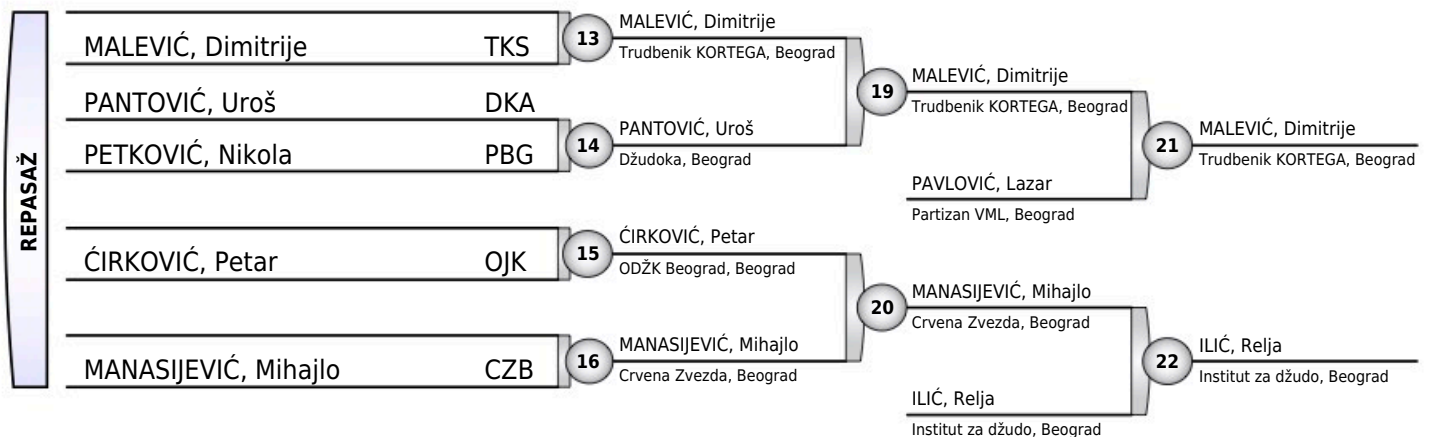 REPASAŽ
MALEVIĆ, Dimitrije TKS
PANTOVIĆ, Uroš DKA
PETKOVIĆ, Nikola PBG
ĆIRKOVIĆ, Petar OJK
MANASIJEVIĆ, Mihajlo CZB
13
MALEVIĆ, Dimitrije
Trudbenik KORTEGA, Beograd
14
PANTOVIĆ, Uroš
Džudoka, Beograd
15
ĆIRKOVIĆ, Petar
ODŽK Beograd, Beograd
16
MANASIJEVIĆ, Mihajlo
Crvena Zvezda, Beograd
19
MALEVIĆ, Dimitrije
Trudbenik KORTEGA, Beograd
PAVLOVIĆ, Lazar
Partizan VML, Beograd
20
MANASIJEVIĆ, Mihajlo
Crvena Zvezda, Beograd
ILIĆ, Relja
Institut za džudo, Beograd
21
MALEVIĆ, Dimitrije
Trudbenik KORTEGA, Beograd
22
ILIĆ, Relja
Institut za džudo, Beograd